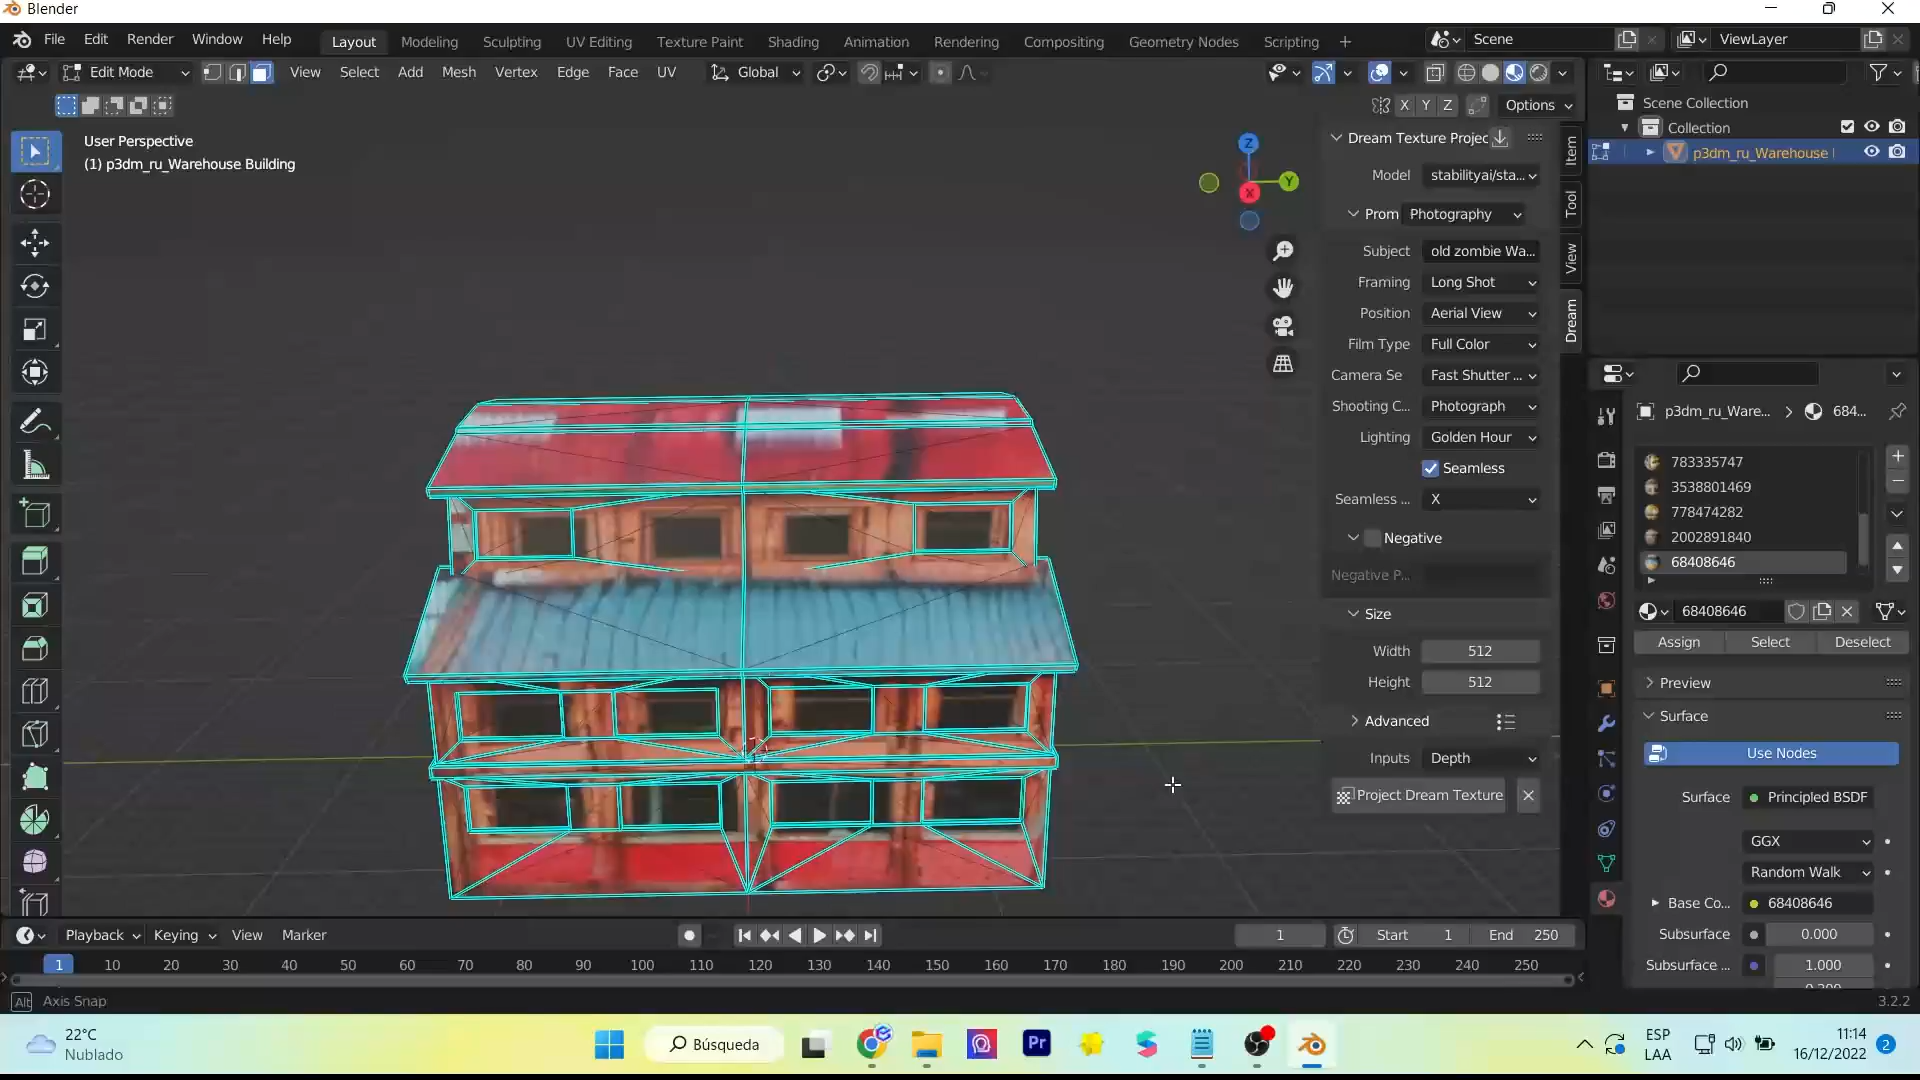 Blender
File Edit Render Window Help Layout Modeling Sculpting UV Editing Texture Paint Shading Animation Rendering Compositing Geometry Nodes Scripting + Scene ViewLayer
Edit Mode View Select Add Mesh Vertex Edge Face UV Global
X Y Z Options
User Perspective
(1) p3dm_ru_Warehouse Building
Z
Y
X
Dream Texture Projec
Model stabilityai/sta...
Prom Photography
Subject old zombie Wa...
Framing Long Shot
Position Aerial View
Film Type Full Color
Camera Se Fast Shutter ...
Shooting C... Photograph
Lighting Golden Hour
Seamless
Seamless ... X
Negative
Negative P...
Size
Width 512
Height 512
Advanced
Inputs Depth
Project Dream Texture
Item
Tool
View
Dream
Scene Collection
Collection
p3dm_ru_Warehouse
p3dm_ru_Ware... 684...
783335747
3538801469
778474282
2002891840
68408646
68408646
Assign Select Deselect
Preview
Surface
Use Nodes
Surface Principled BSDF
GGX
Random Walk
Base Co... 68408646
Subsurface 0.000
Subsurface ... 1.000
Playback Keying View Marker 1 Start 1 End 250
1 10 20 30 40 50 60 70 80 90 100 110 120 130 140 150 160 170 180 190 200 210 220 230 240 250
Alt Axis Snap
3.2.2
22°C
Nublado
Búsqueda
Pr
ESP
LAA
11:14
16/12/2022
2